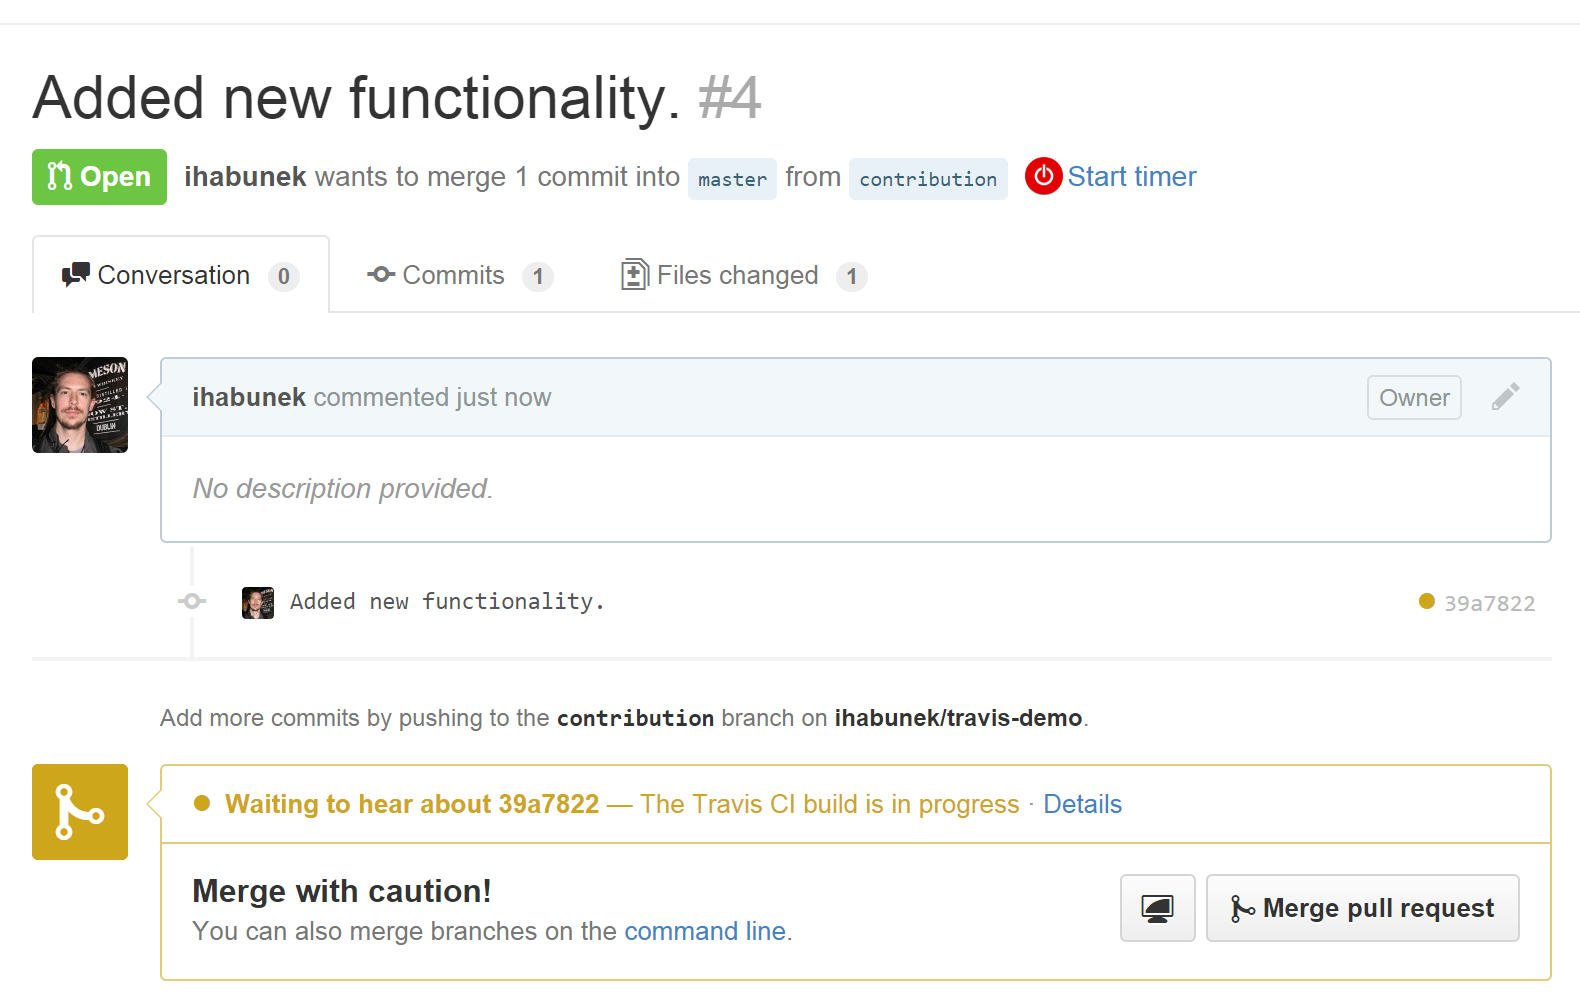 Added new functionality. #4
Open ihabunek wants to merge 1 commit into master from contribution Start timer
Conversation 0 Commits 1 Files changed 1
ihabunek commented just now Owner
No description provided.
Added new functionality. 39a7822
Add more commits by pushing to the contribution branch on ihabunek/travis-demo.
Waiting to hear about 39a7822 — The Travis CI build is in progress · Details
Merge with caution!
Merge pull request
You can also merge branches on the command line.